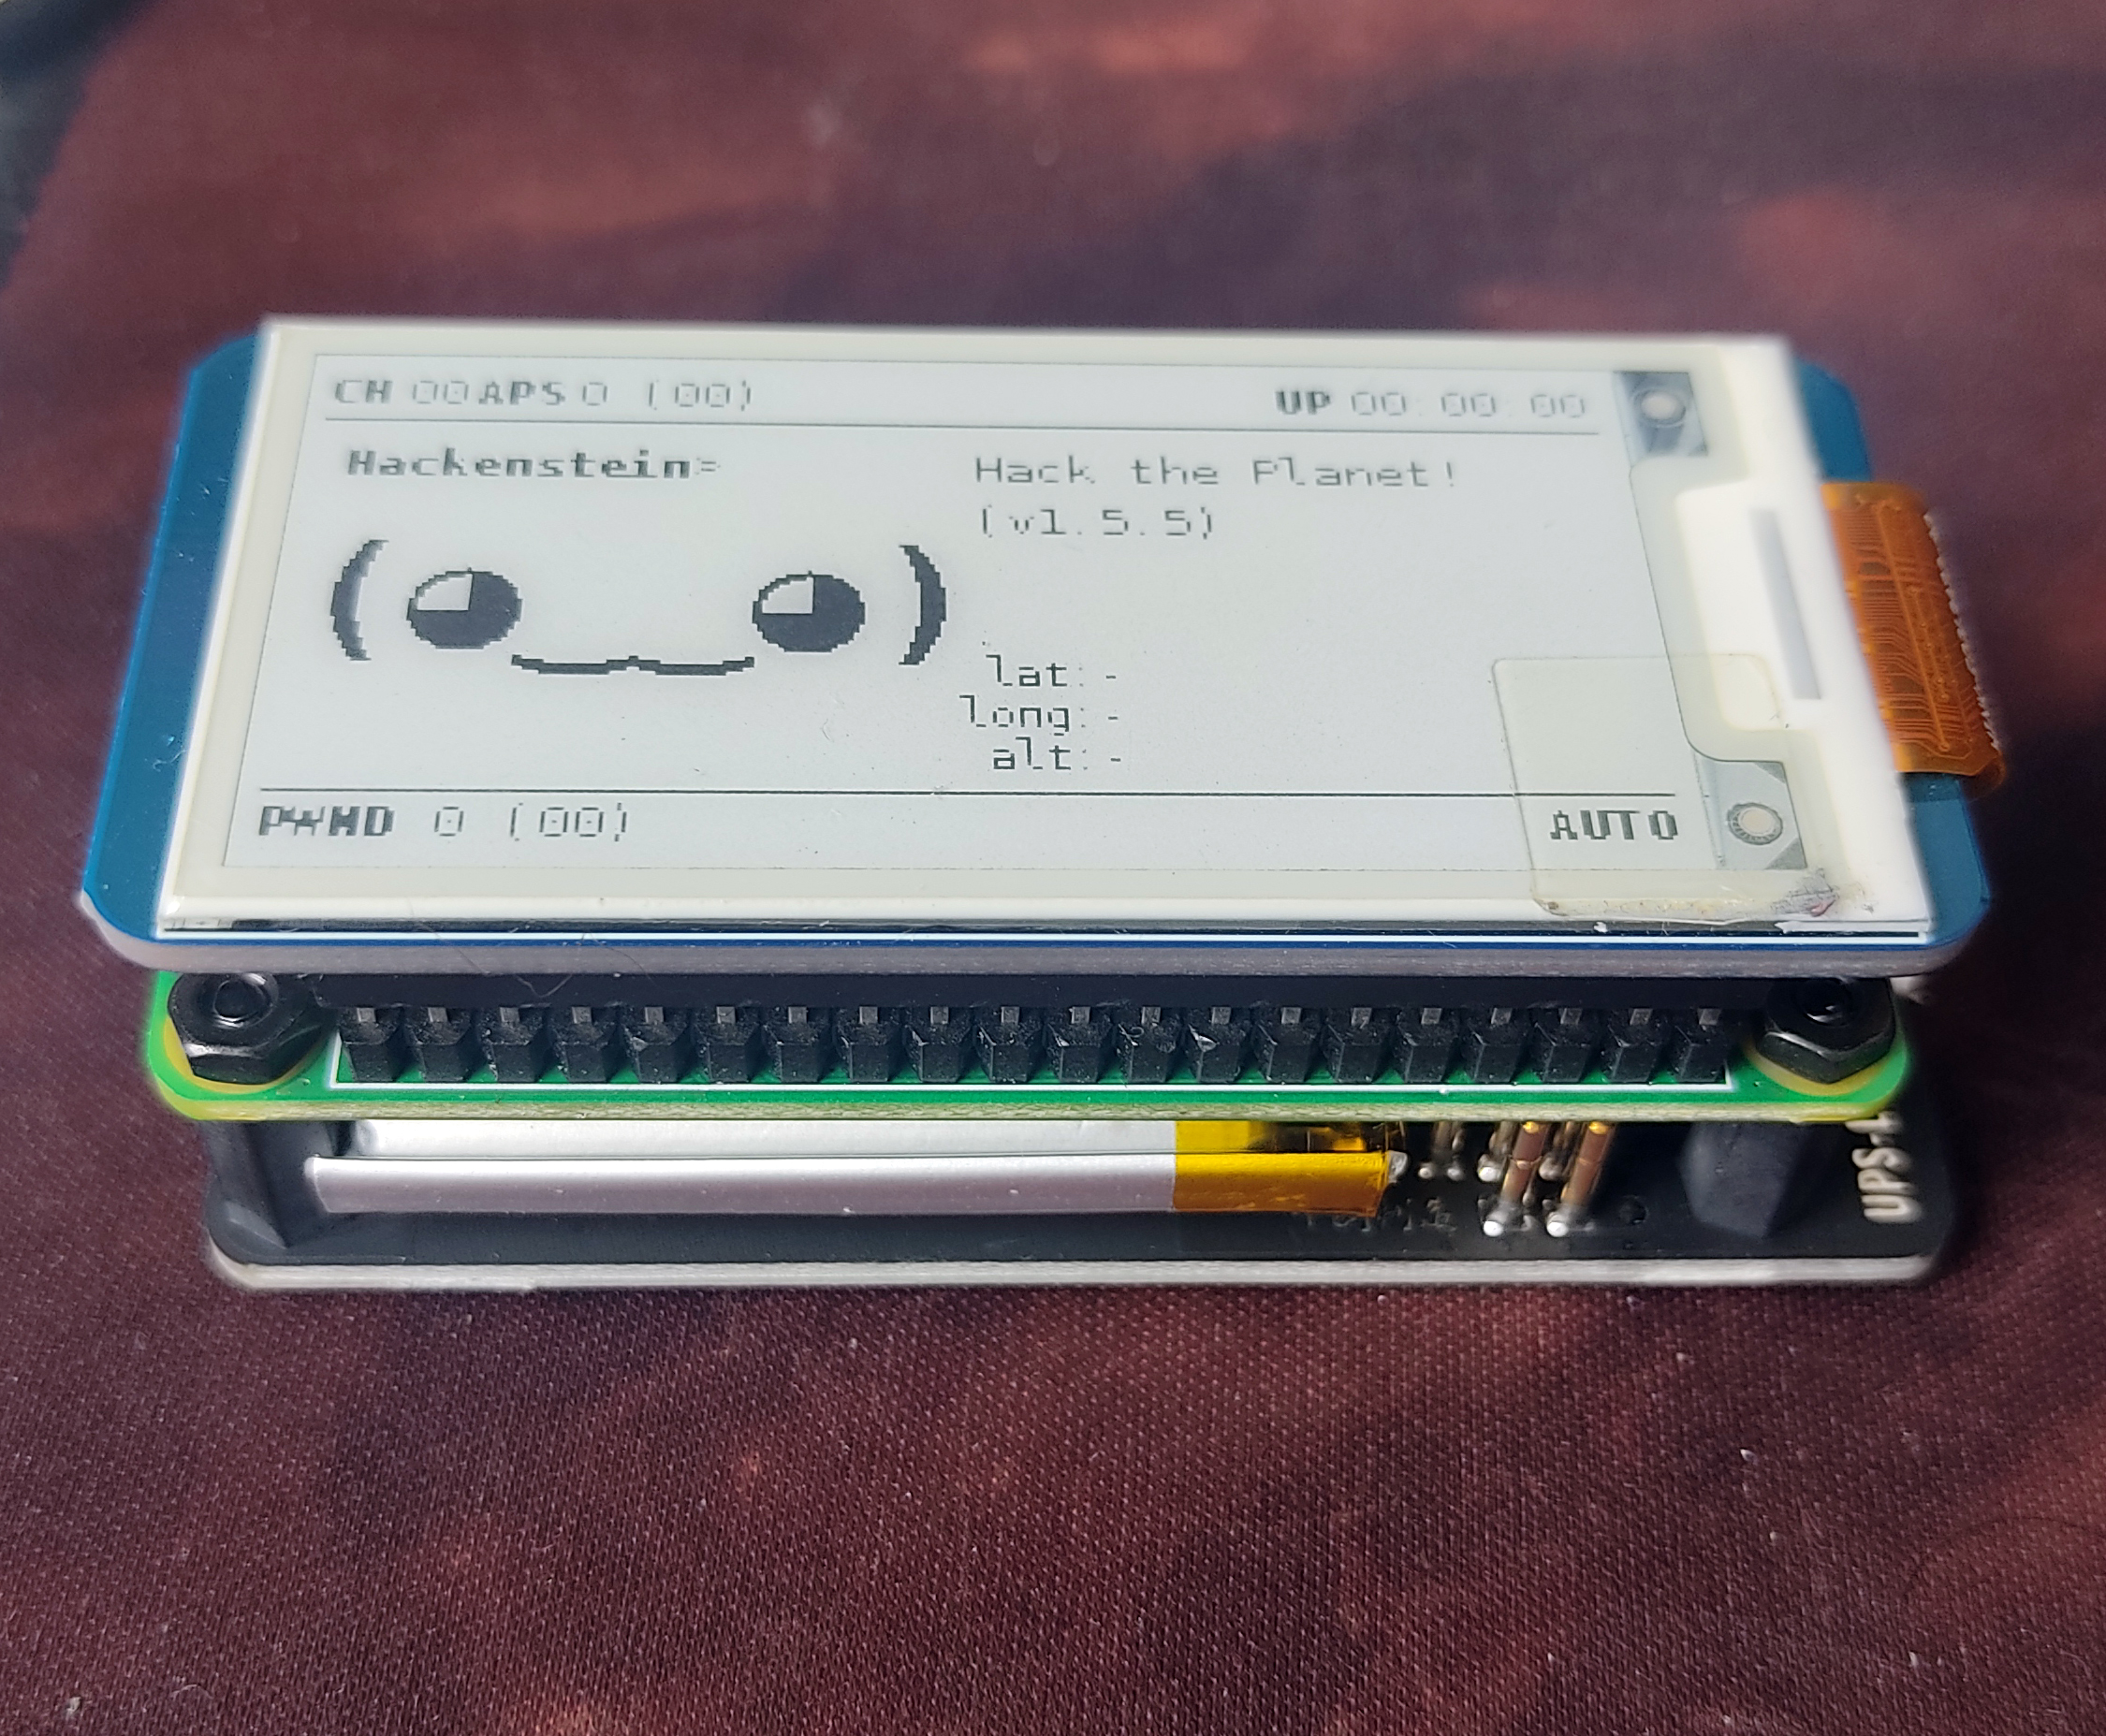 CH 00 APS 0 (00) UP 00:00:00
Hackenstein>
Hack the Planet!
(v1.5.5)
lat: -
long: -
alt: -
PWND 0 (00) AUTO